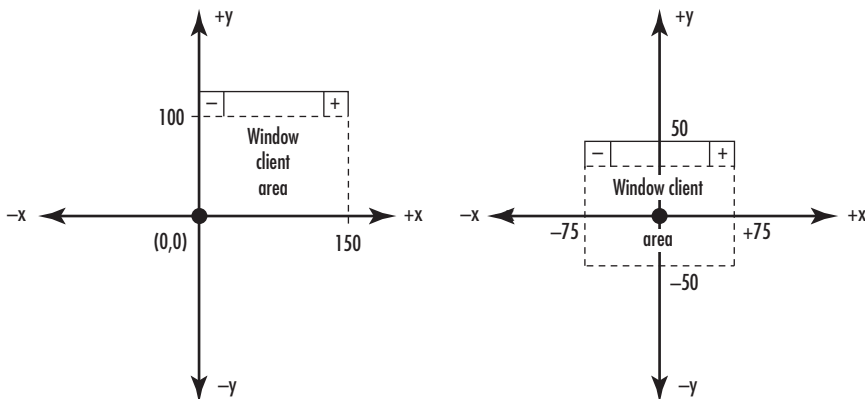 +y
− +
100
Window
client
area
−x
+x
(0,0)
150
−y
+y
50
− +
Window client
−x
+x
−75
area
+75
−50
−y